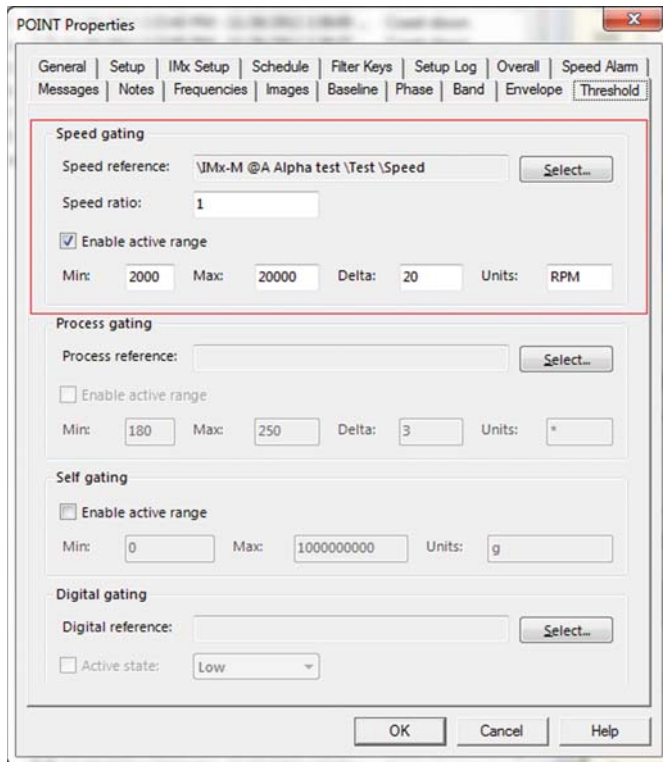 POINT Properties
General Setup IMx Setup Schedule Filter Keys Setup Log Overall Speed Alarm
Messages Notes Frequencies Images Baseline Phase Band Envelope Threshold
Speed gating
Speed reference: \IMx-M @A Alpha test \Test \Speed Select...
Speed ratio: 1
Enable active range
Min: 2000 Max: 20000 Delta: 20 Units: RPM
Process gating
Process reference: Select...
Enable active range
Min: 180 Max: 250 Delta: 3 Units: *
Self gating
Enable active range
Min: 0 Max: 1000000000 Units: g
Digital gating
Digital reference: Select...
Active state: Low
OK Cancel Help